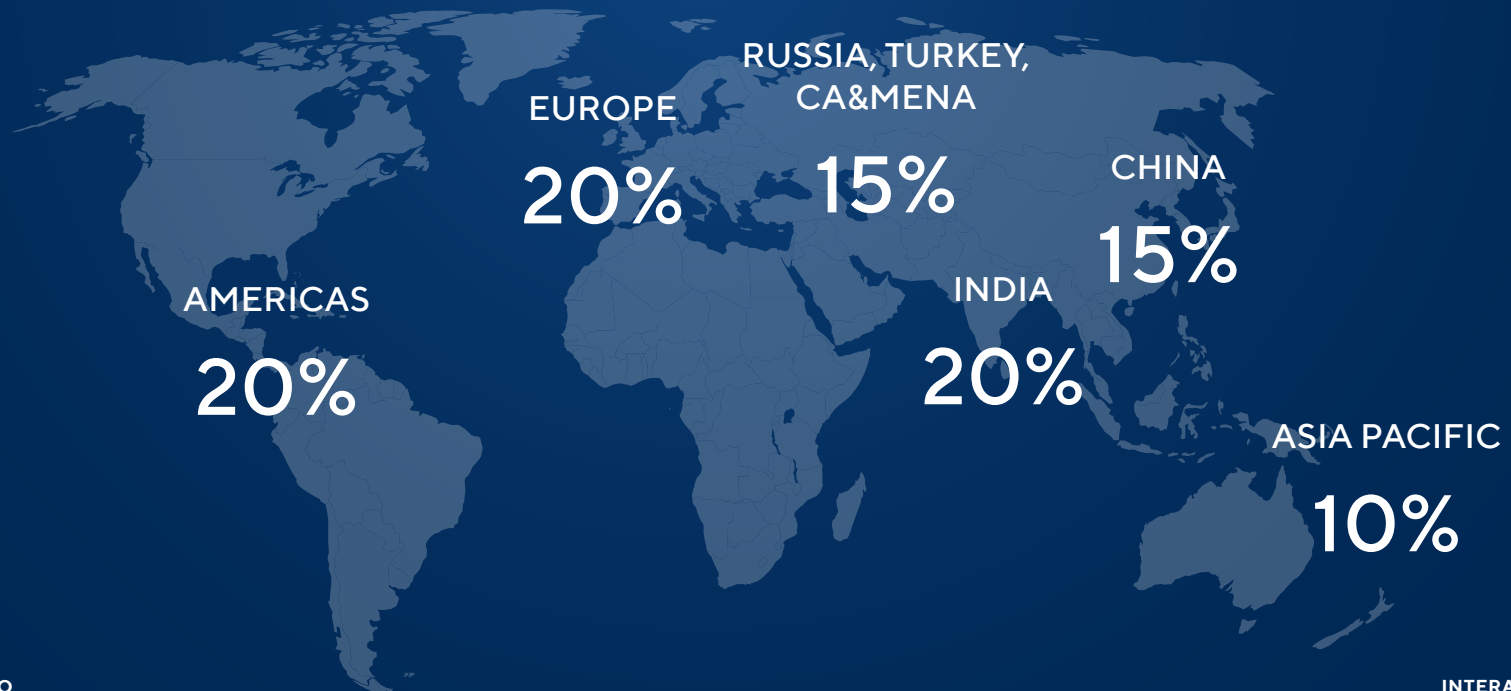 RUSSIA, TURKEY,
CA&MENA
15%
EUROPE
20%
CHINA
15%
AMERICAS
20%
INDIA
20%
ASIA PACIFIC
10%